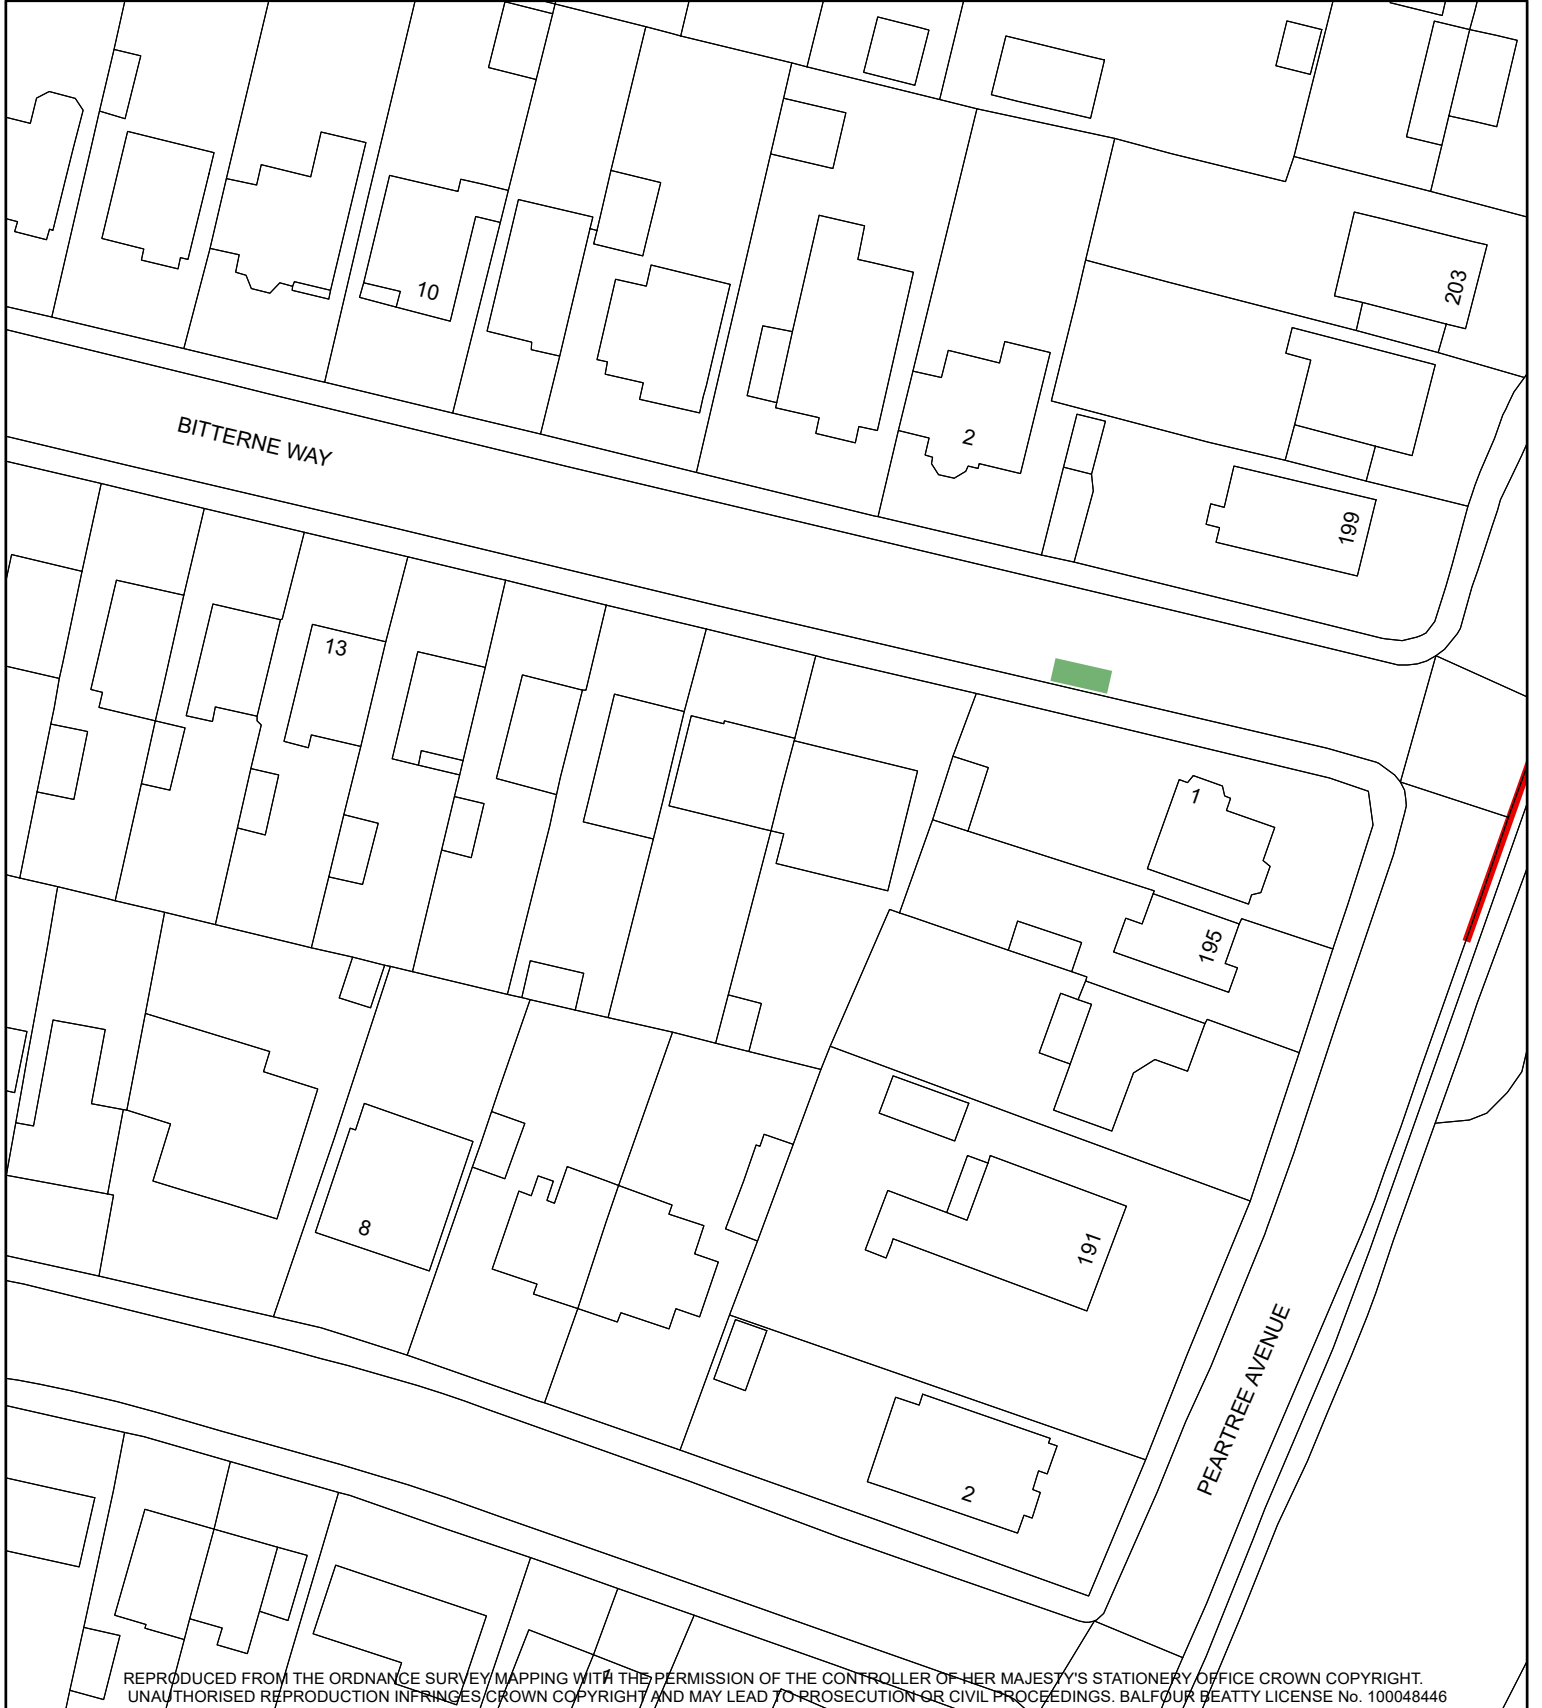 10
203
BITTERNE WAY
2
199
13
1
195
8
191
PEARTREE AVENUE
2
REPRODUCED FROM THE ORDNANCE SURVEY MAPPING WITH THE PERMISSION OF THE CONTROLLER OF HER MAJESTY'S STATIONERY OFFICE CROWN COPYRIGHT.
UNAUTHORISED REPRODUCTION INFRINGES CROWN COPYRIGHT AND MAY LEAD TO PROSECUTION OR CIVIL PROCEEDINGS. BALFOUR BEATTY LICENSE No. 100048446